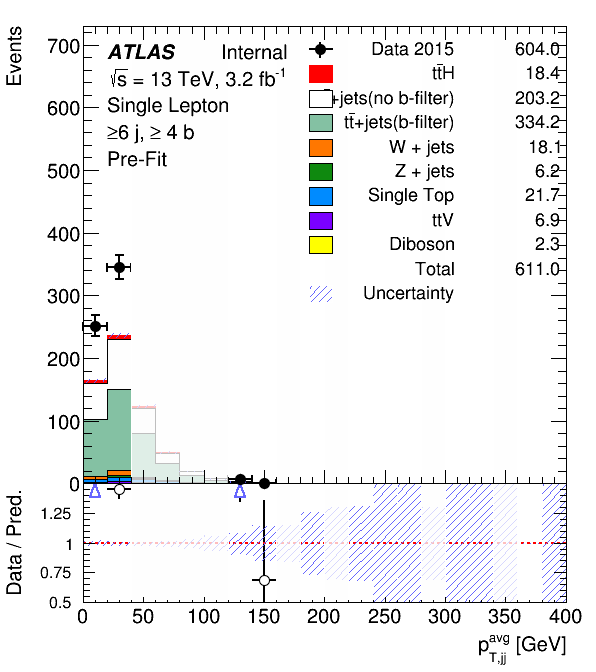 Events
700
600
500
400
300
200
100
0
ATLAS Internal
√s = 13 TeV, 3.2 fb-1
Single Lepton
≥6 j, ≥ 4 b
Pre-Fit
Data 2015 604.0
tt̄H 18.4
+jets(no b-filter) 203.2
tt̄+jets(b-filter) 334.2
W + jets 18.1
Z + jets 6.2
Single Top 21.7
ttV 6.9
Diboson 2.3
Total 611.0
Uncertainty
Data / Pred.
1.25
1
0.75
0.5
0 50 100 150 200 250 300 350 400
p avg T,jj [GeV]